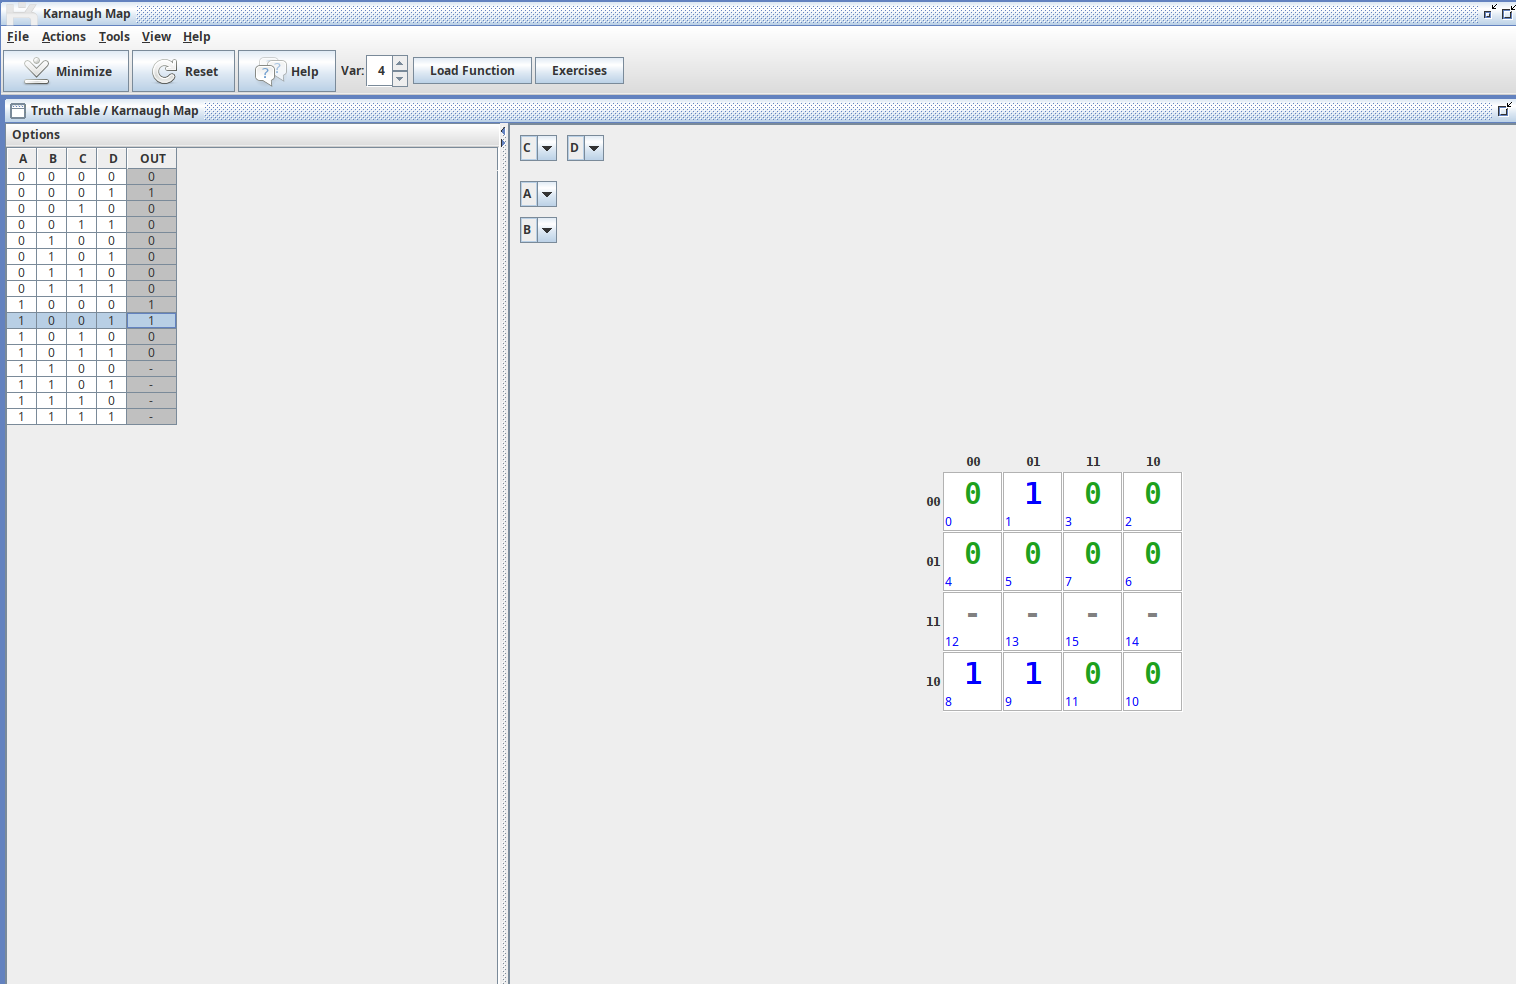 Karnaugh Map
File Actions Tools View Help
Minimize Reset Help Var: 4 Load Function Exercises
Truth Table / Karnaugh Map
Options
A B C D OUT
0 0 0 0 0
0 0 0 1 1
0 0 1 0 0
0 0 1 1 0
0 1 0 0 0
0 1 0 1 0
0 1 1 0 0
0 1 1 1 0
1 0 0 0 1
1 0 0 1 1
1 0 1 0 0
1 0 1 1 0
1 1 0 0 -
1 1 0 1 -
1 1 1 0 -
1 1 1 1 -
C D
A
B
00 01 11 10
00 0 1 0 0
0 1 3 2
01 0 0 0 0
4 5 7 6
11 - - - -
12 13 15 14
10 1 1 0 0
8 9 11 10